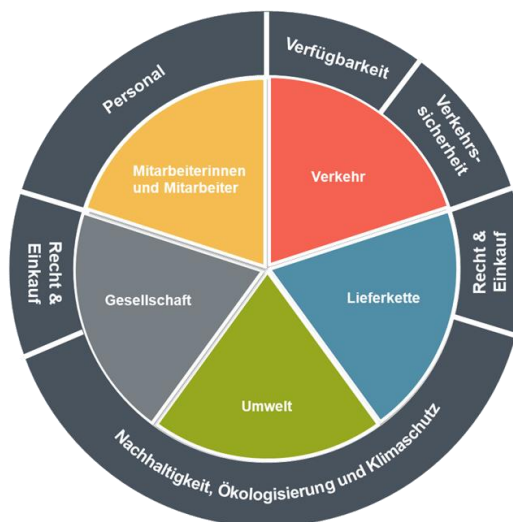 Personal
Verfügbarkeit
Verkehrs-
sicherheit
Mitarbeiterinnen
und Mitarbeiter
Verkehr
Recht &
Einkauf
Gesellschaft
Lieferkette
Recht &
Einkauf
Umwelt
Nachhaltigkeit, Ökologisierung und Klimaschutz